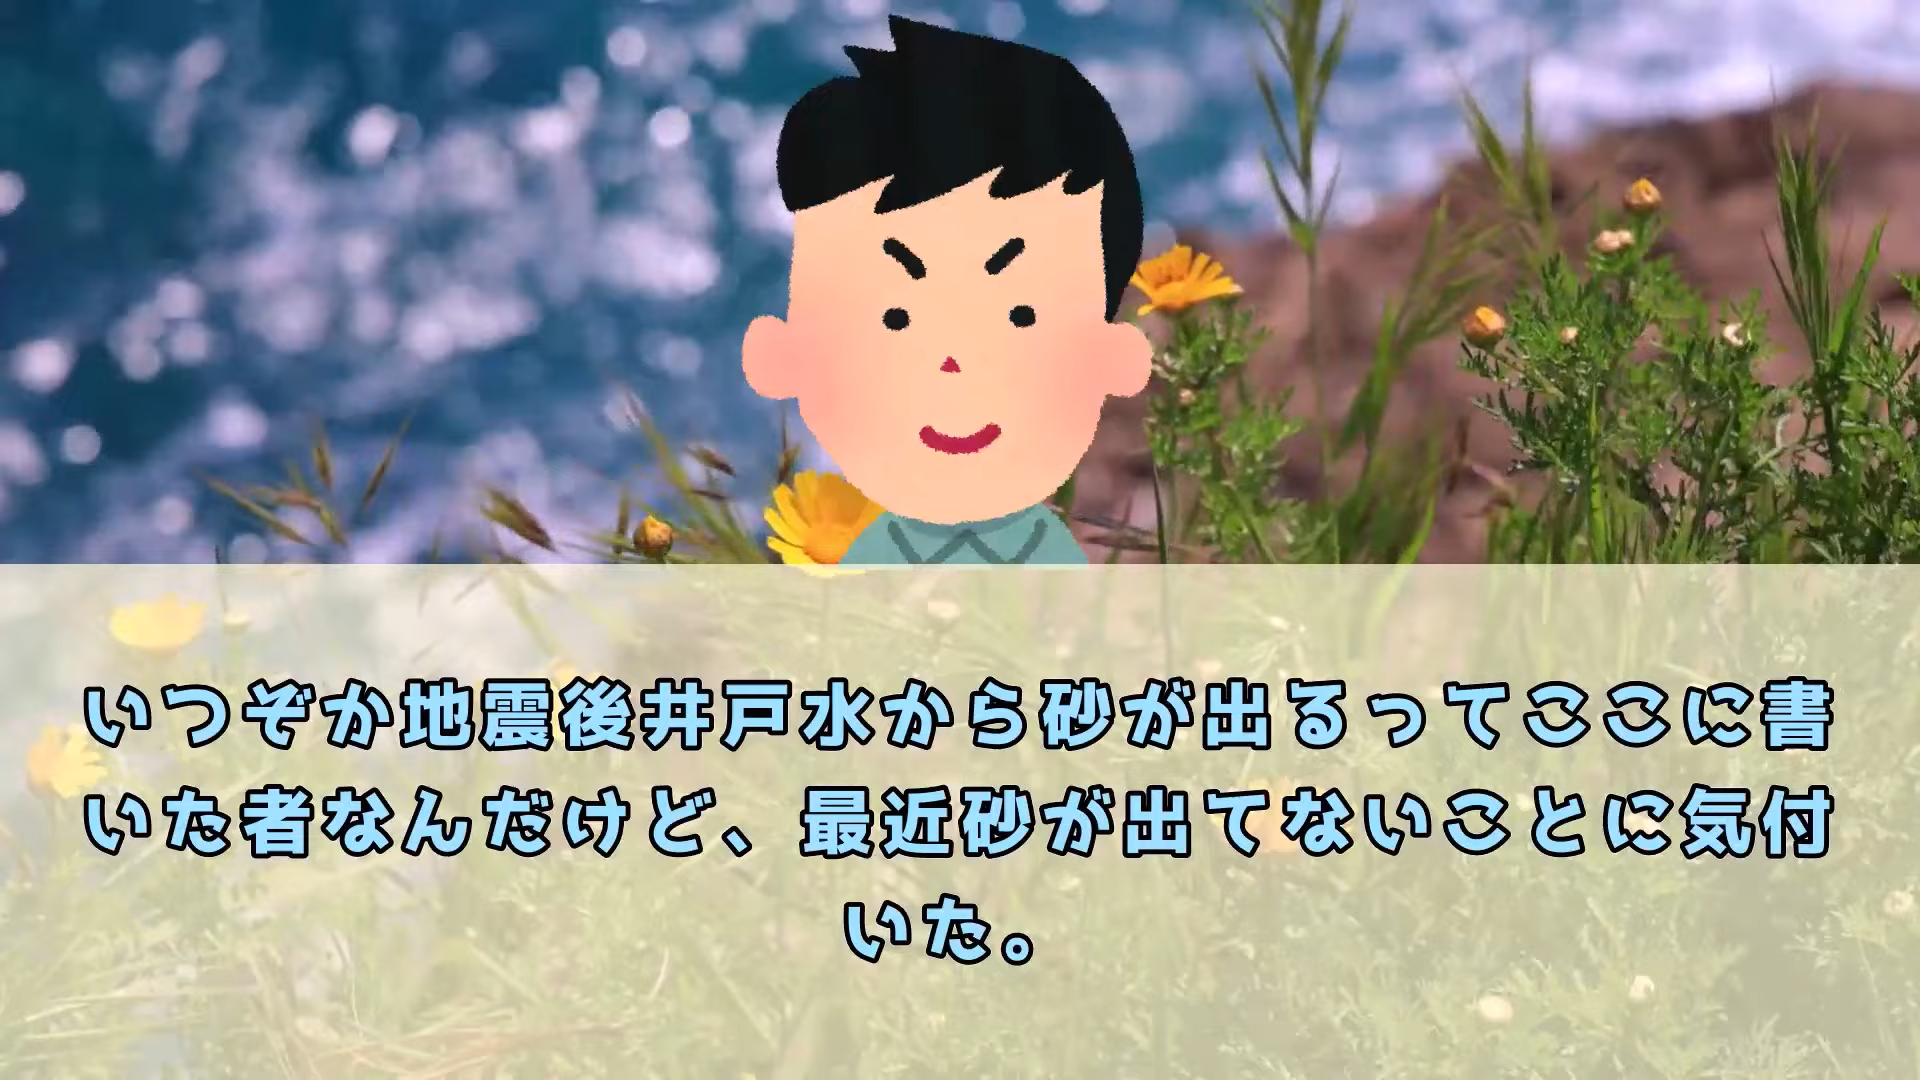 いつぞか地震後井戸水から砂が出るってここに書
いた者なんだけど、最近砂が出てないことに気付
いた。